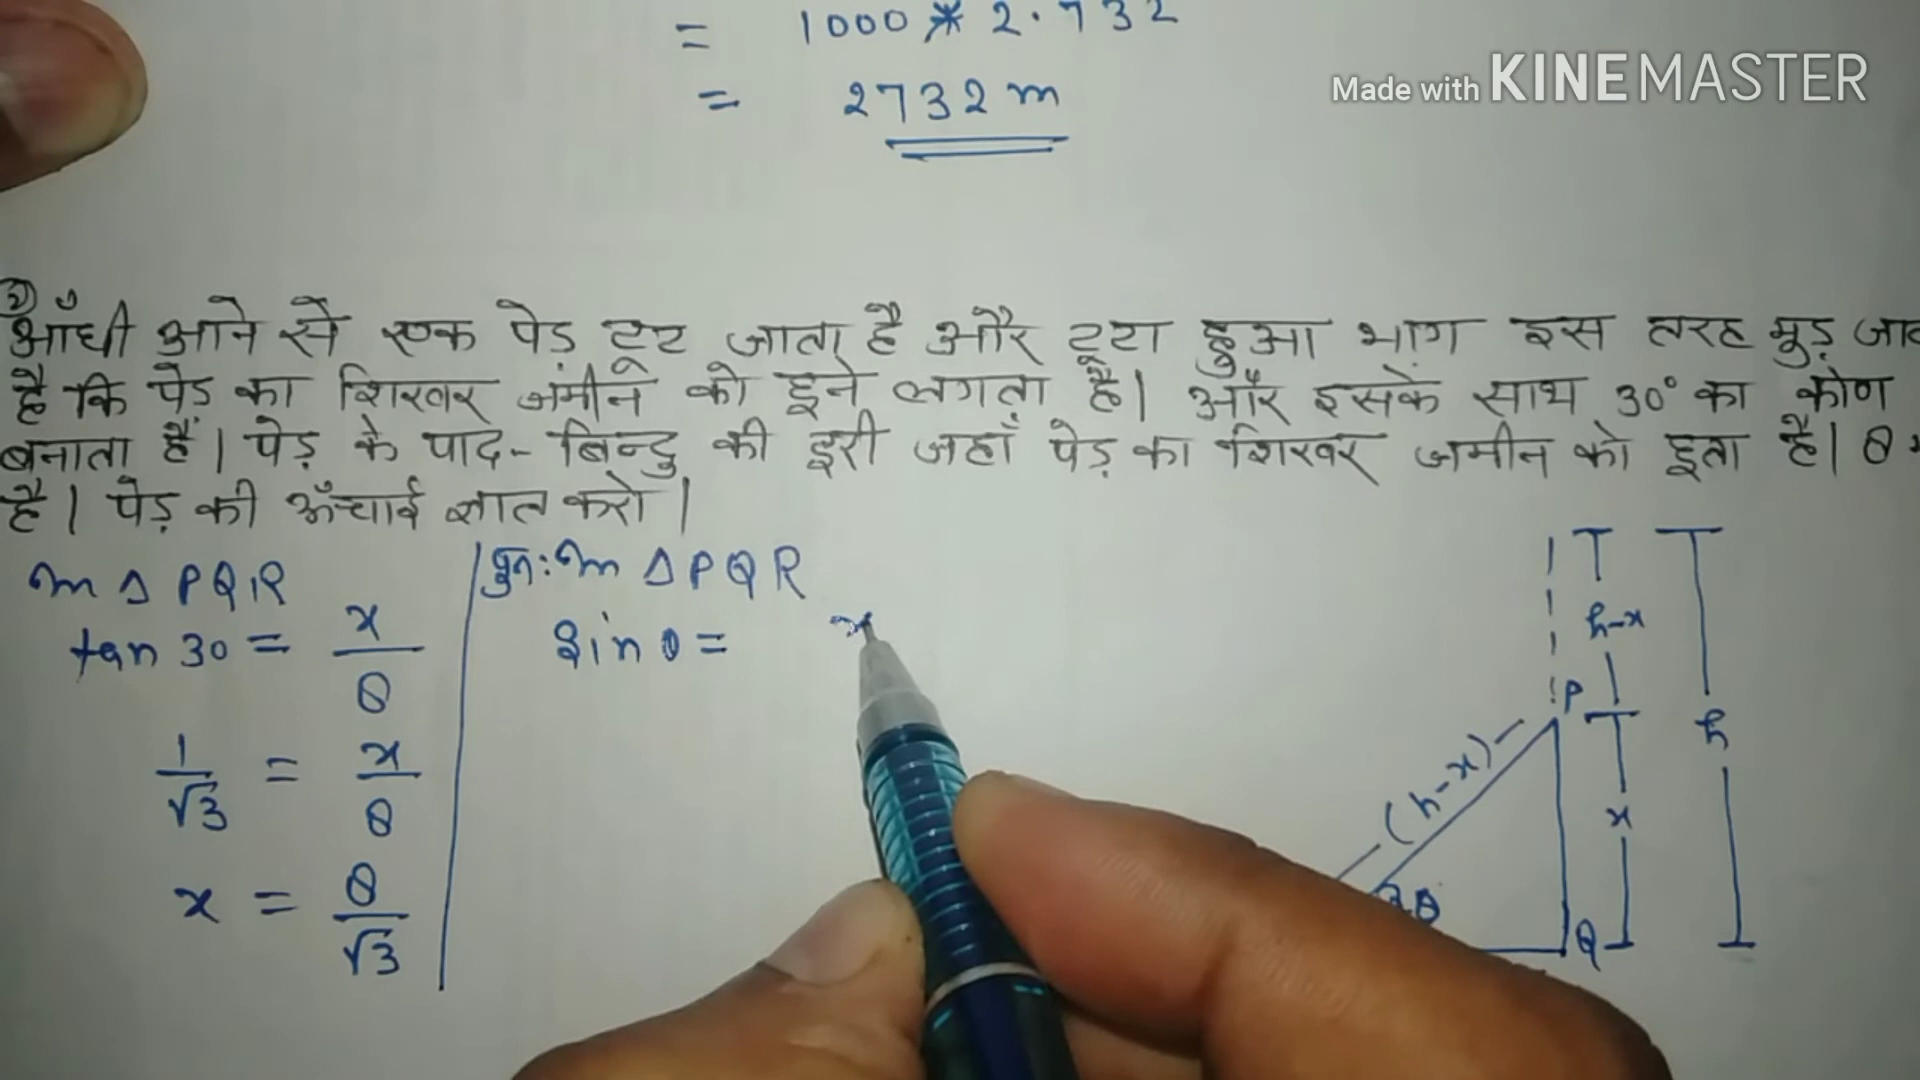 = 1000 * 2.732
= 2732 m
Made with KINEMASTER
② आँधी आने से एक पेड़ टूट जाता है और टूटा हुआ भाग इस तरह मुड़ जाता
है कि पेड़ का शिखर जमीन को छूने लगता है। और इसके साथ 30° का कोण
बनाता है। पेड़ के पाद-बिन्दु की दूरी जहाँ पेड़ का शिखर जमीन को छूता है। 8 m
है। पेड़ की ऊँचाई ज्ञात करो।
In Δ PQR
tan 30 = x/8
1/√3 = x/8
x = 8/√3
पुनः In Δ PQR
Sin θ = x
h-x
P
h
(h-x)
x
30
Q